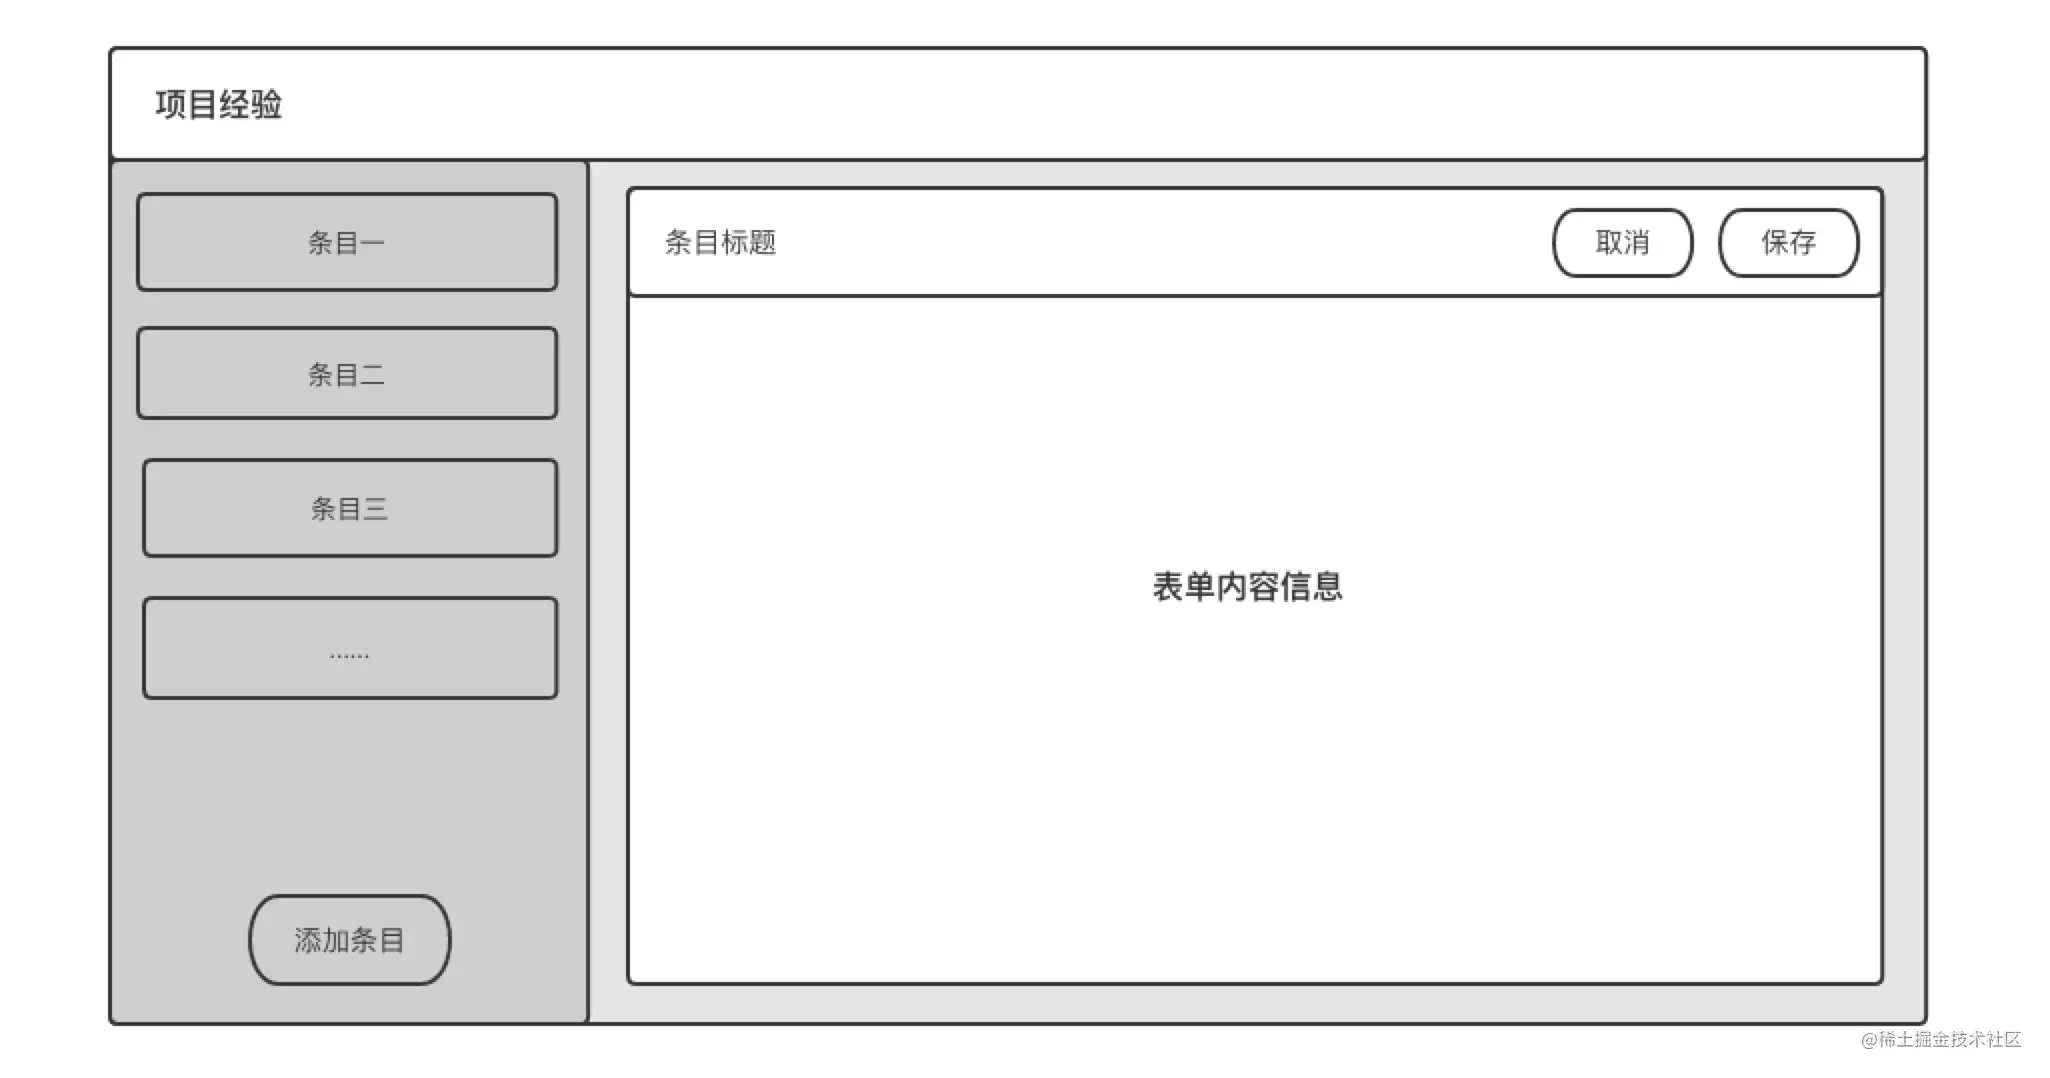 项目经验
条目一
条目二
条目三
......
添加条目
条目标题
取消
保存
表单内容信息
@稀土掘金技术社区